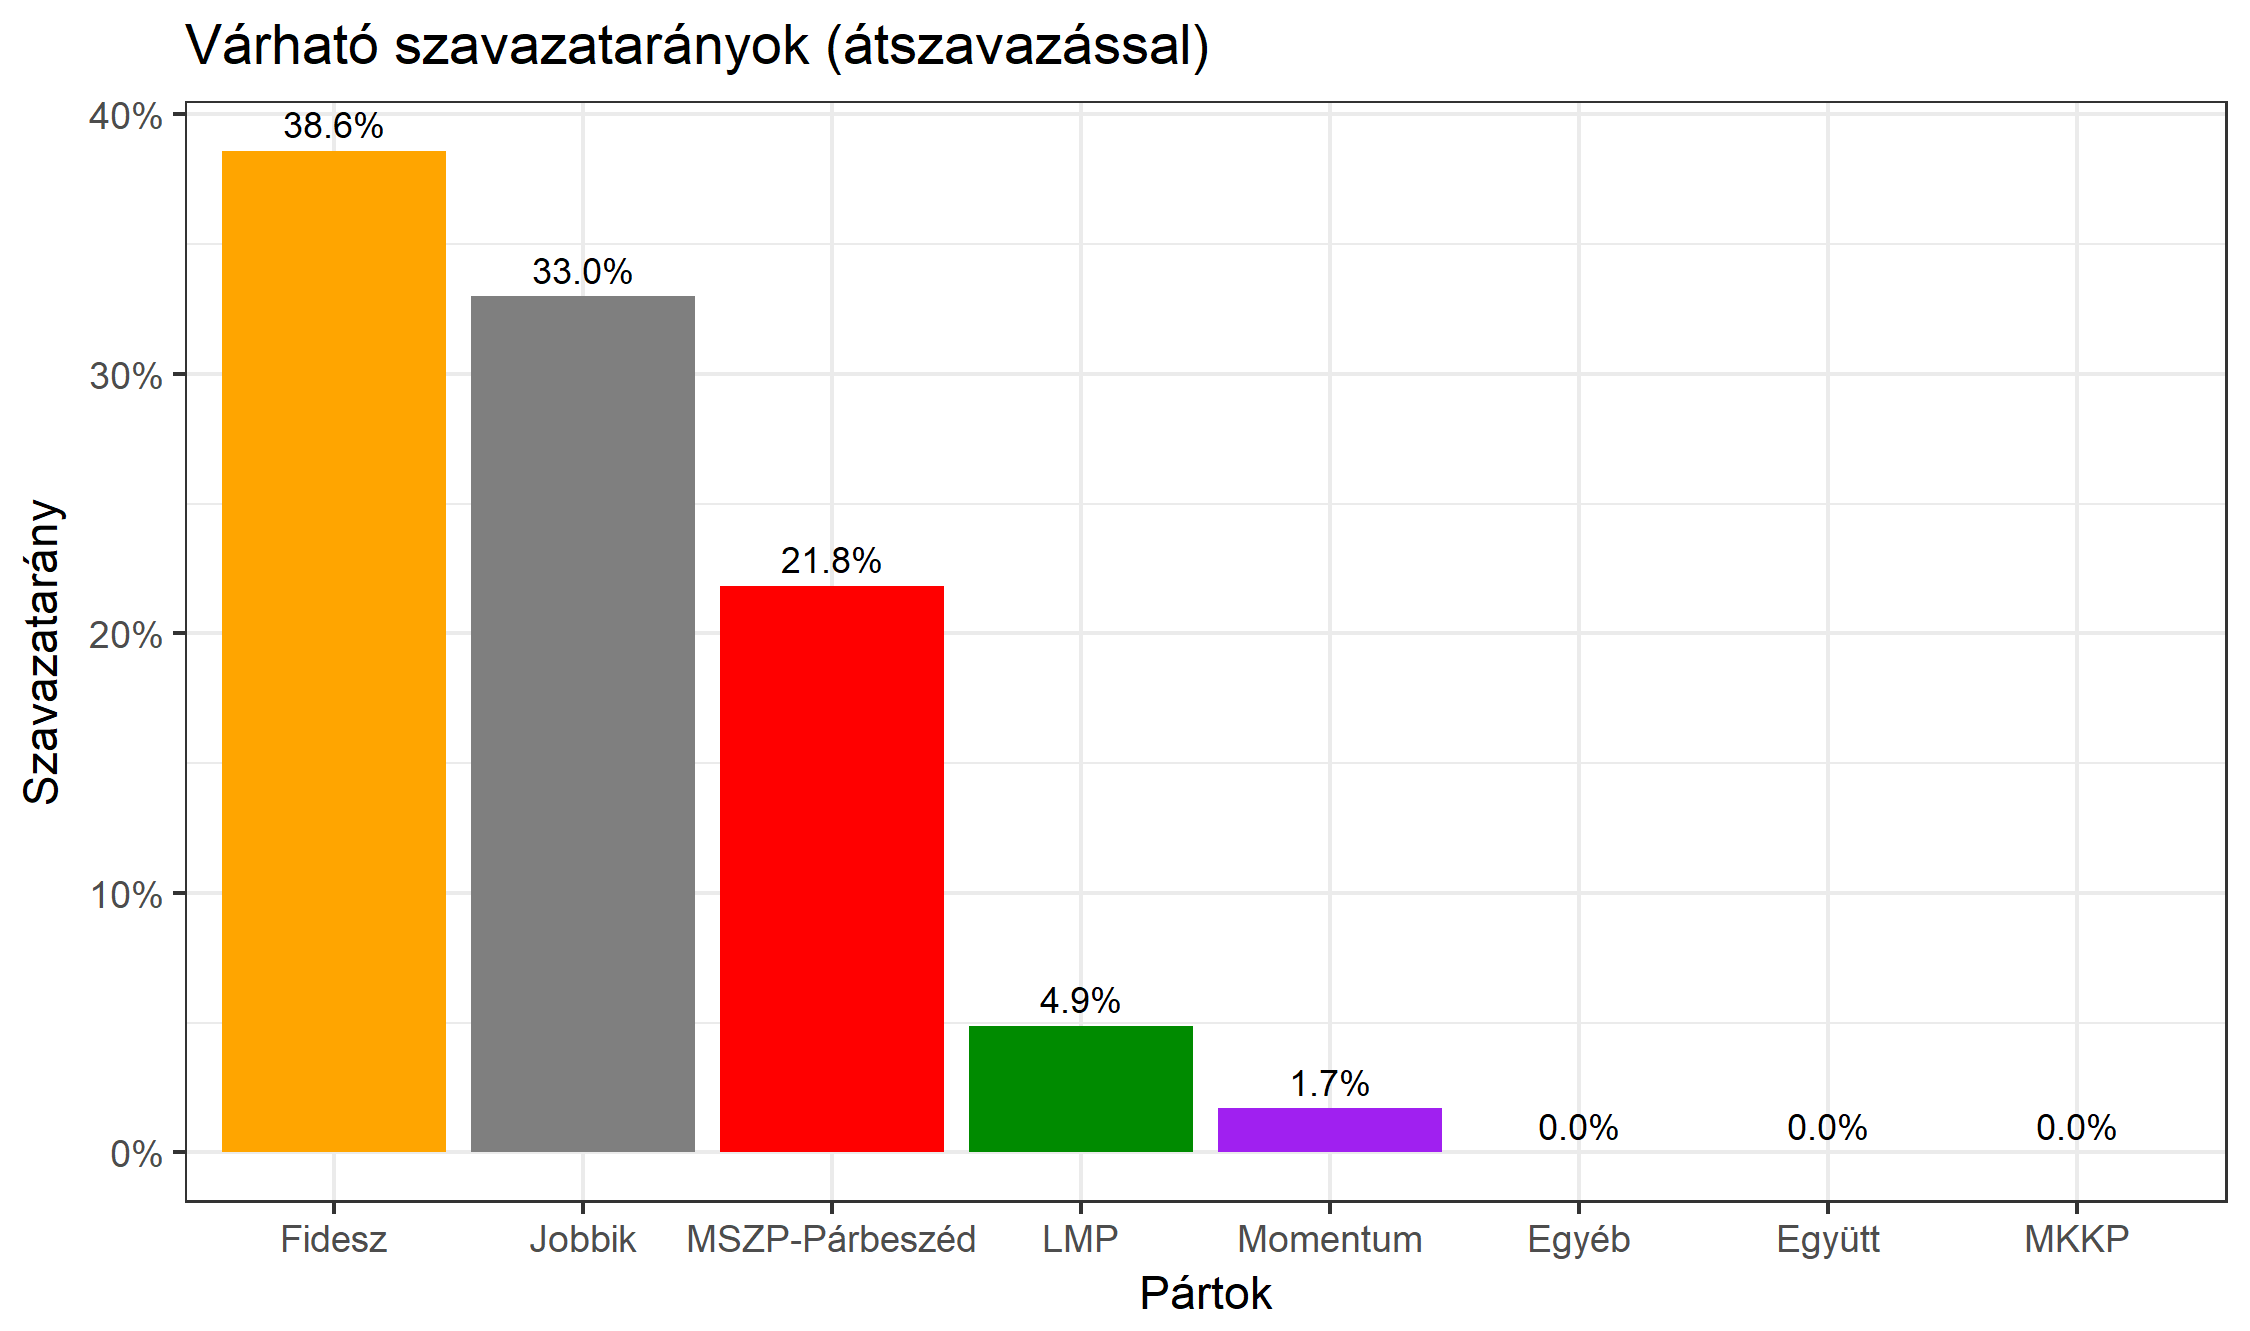 Várható szavazatarányok (átszavazással)
40%
30%
20%
10%
0%
Szavazatarány
38.6%
33.0%
21.8%
4.9%
1.7%
0.0%
0.0%
0.0%
Fidesz
Jobbik
MSZP-Párbeszéd
LMP
Momentum
Egyéb
Együtt
MKKP
Pártok